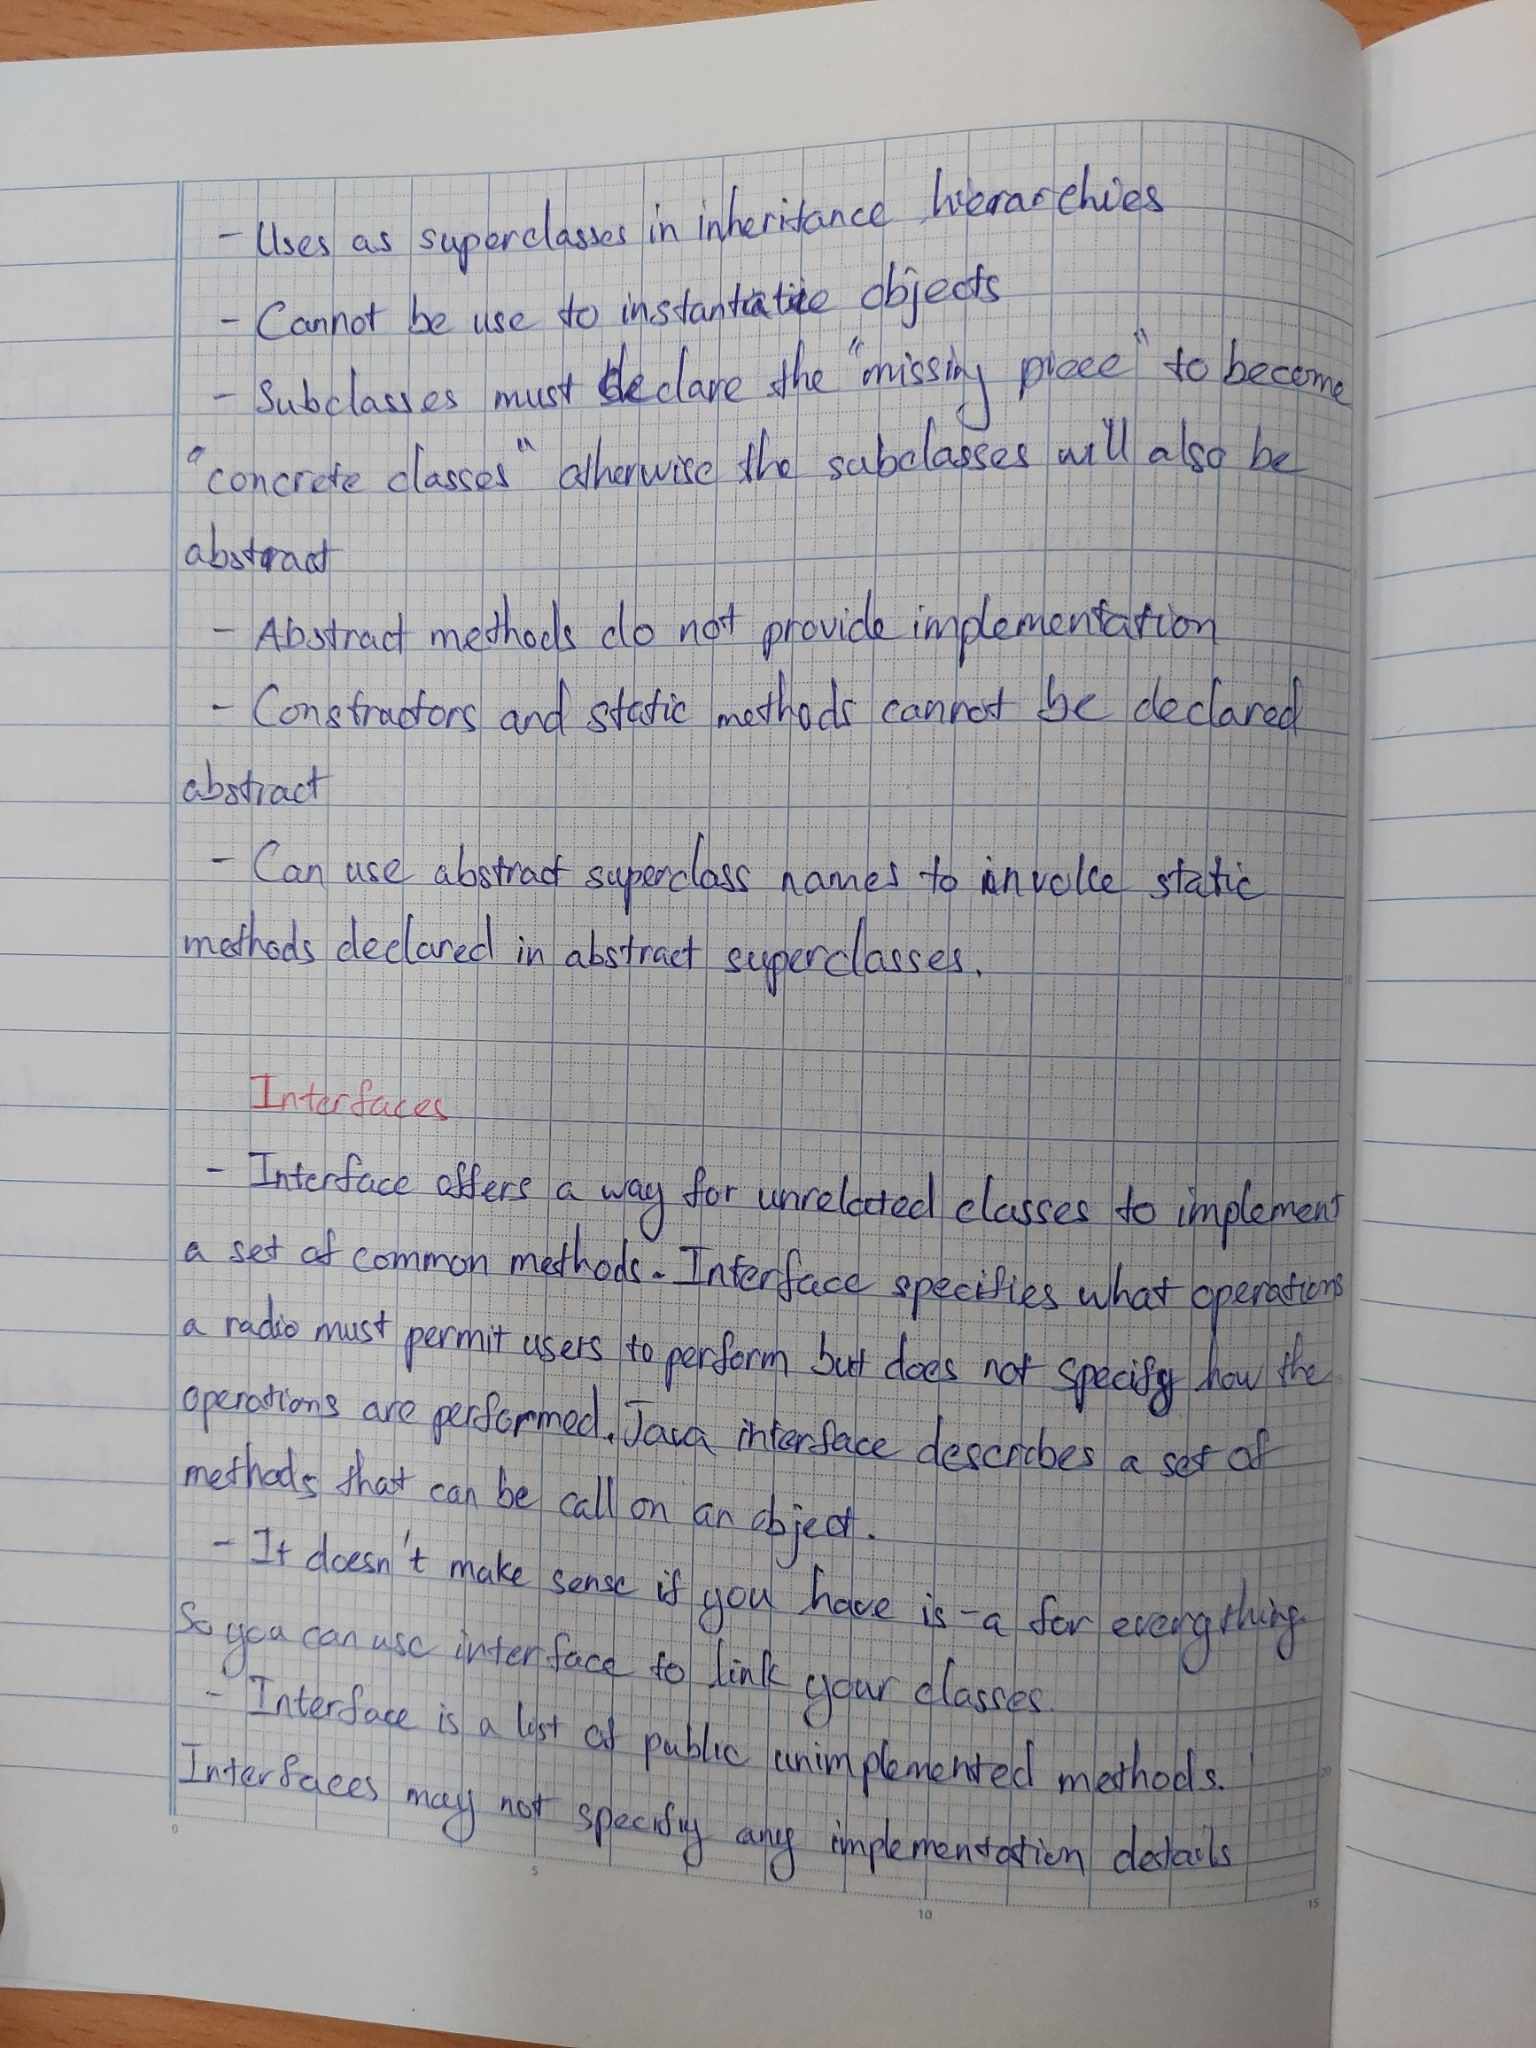 - Uses as superclasses in inheritance hierarchies
- Cannot be use to instantiatie objects
- Subclasses must declare the "missing piece" to become
"concrete classes" otherwise the subclasses will also be
abstract
- Abstract methods do not provide implementation
- Constractors and static methods cannot be declared
abstract
- Can use abstract superclass names to invoke static
methods declared in abstract superclasses.
Interfaces
- Interface offers a way for unrelated classes to implement
a set of common methods. Interface specifies what operations
a radio must permit users to perform but does not specify how the
operations are performed. Java interface describes a set of
methods that can be call on an object.
- It doesn't make sense if you have is-a for everything
So you can use interface to link your classes.
- Interface is a list of public unimplemented methods.
Interfaces may not specifiy any implementation details
0
5
10
15
10
20